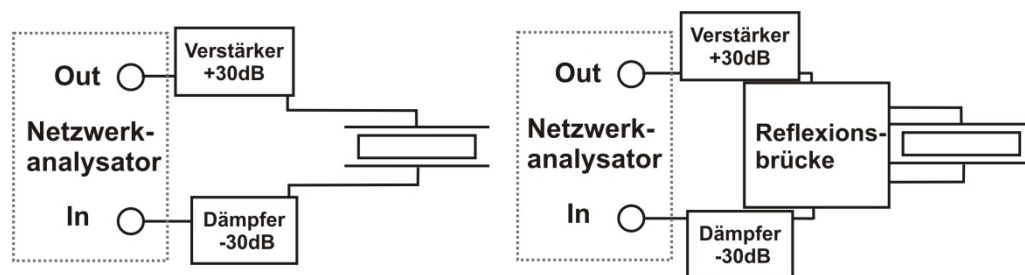 Verstärker
+30dB
Out
Netzwerk-
analysator
In
Dämpfer
-30dB
Verstärker
+30dB
Out
Netzwerk-
analysator
Reflexions-
brücke
In
Dämpfer
-30dB